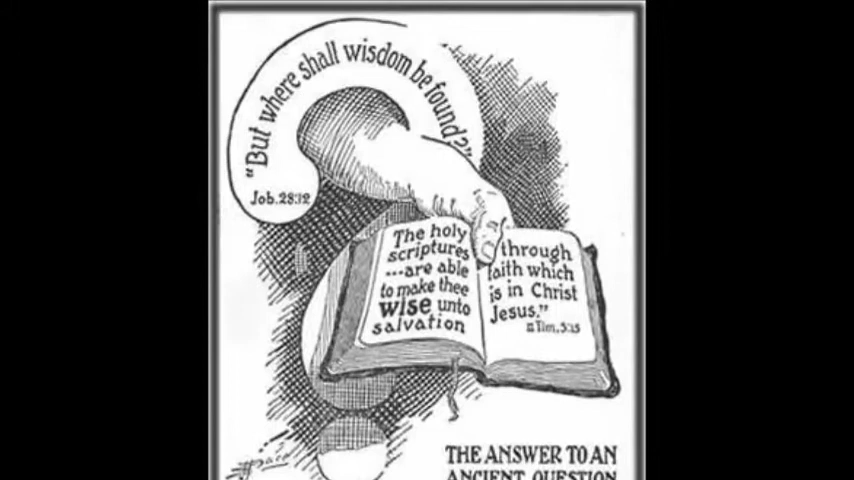 "But where shall wisdom be found?"
Job. 28:12
The holy
scriptures
...are able
to make thee
wise unto
salvation
through
faith which
is in Christ
Jesus."
II Tim. 3:15
THE ANSWER TO AN
ANCIENT QUESTION